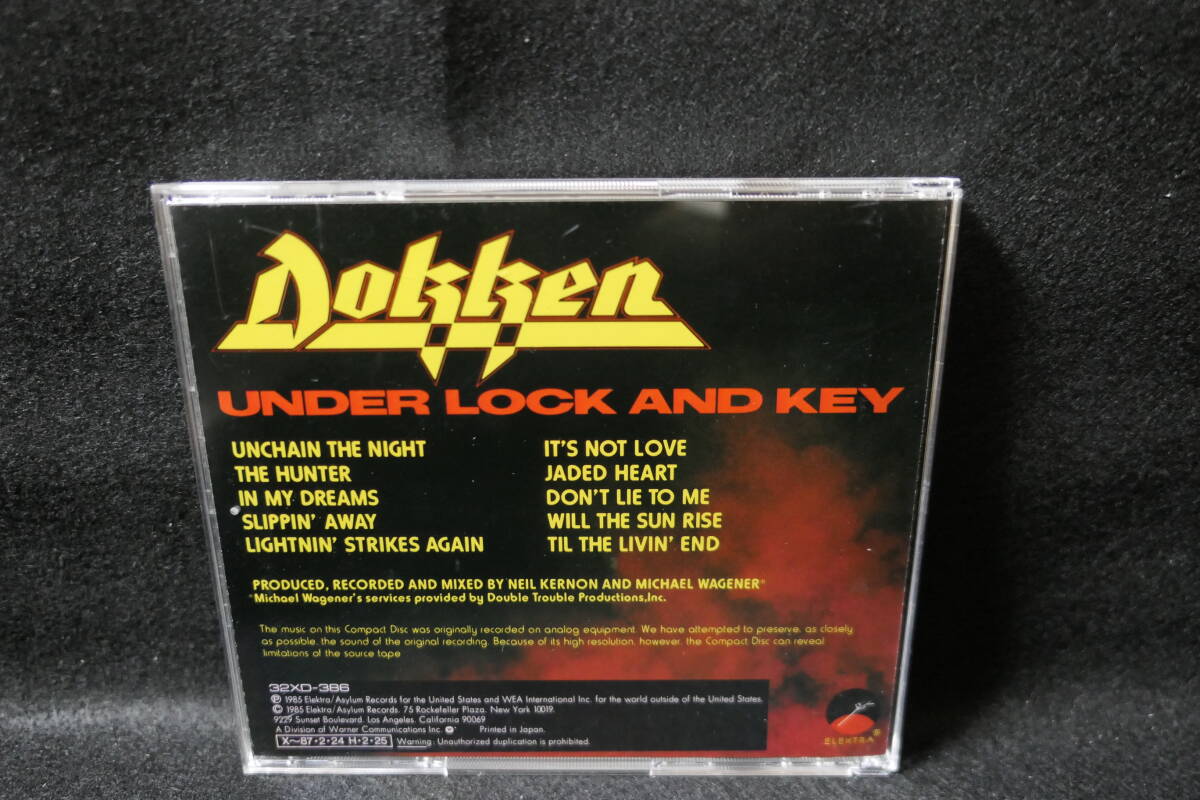 Dokken
UNDER LOCK AND KEY
UNCHAIN THE NIGHT
THE HUNTER
IN MY DREAMS
SLIPPIN' AWAY
LIGHTNIN' STRIKES AGAIN
IT'S NOT LOVE
JADED HEART
DON'T LIE TO ME
WILL THE SUN RISE
TIL THE LIVIN' END
PRODUCED, RECORDED AND MIXED BY NEIL KERNON AND MICHAEL WAGENER*
*Michael Wagener's services provided by Double Trouble Productions,Inc.
The music on this Compact Disc was originally recorded on analog equipment. We have attempted to preserve, as closely
as possible, the sound of the original recording. Because of its high resolution, however, the Compact Disc can reveal
limitations of the source tape
32XD-386
℗ 1985 Elektra/Asylum Records for the United States and WEA International Inc. for the world outside of the United States.
© 1985 Elektra/Asylum Records. 75 Rockefeller Plaza, New York 10019.
9229 Sunset Boulevard, Los Angeles, California 90069
A Division of Warner Communications Inc. Printed in Japan.
X~87・2・24 H・2・25 Warning: Unauthorized duplication is prohibited.
ELEKTRA®